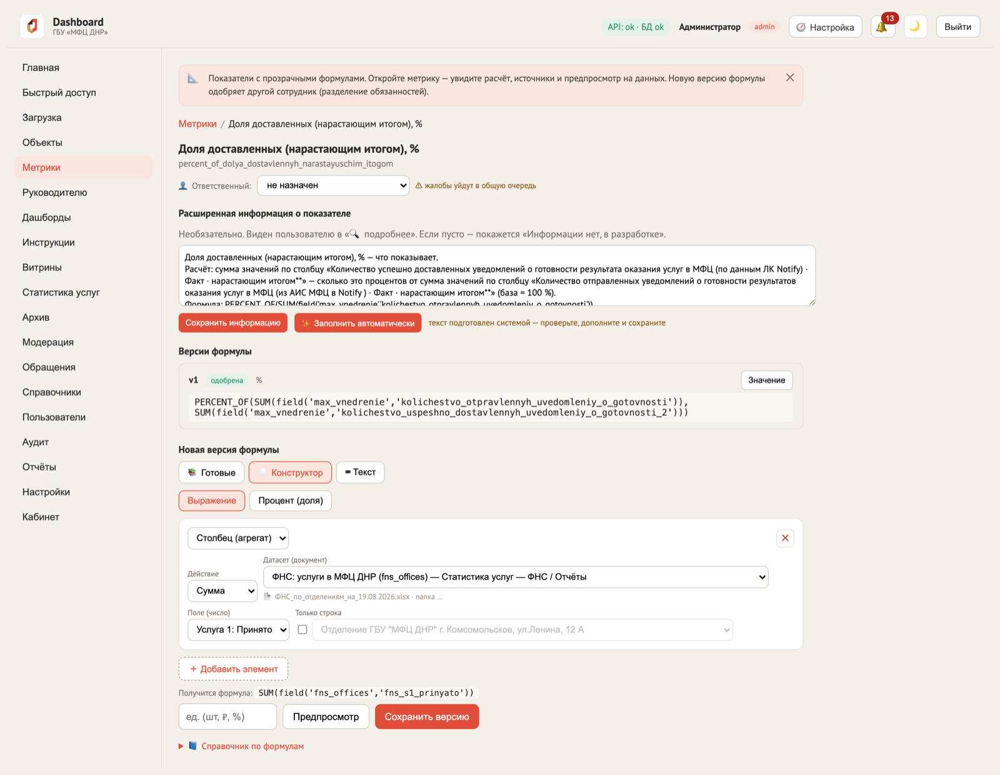 Dashboard
ГБУ «МФЦ ДНР»
API: ok · БД ok
Администратор
admin
Настройка
13
Выйти
Главная
Быстрый доступ
Загрузка
Объекты
Метрики
Руководителю
Дашборды
Инструкции
Витрины
Статистика услуг
Архив
Модерация
Обращения
Справочники
Пользователи
Аудит
Отчёты
Настройки
Кабинет
Показатели с прозрачными формулами. Откройте метрику — увидите расчёт, источники и предпросмотр на данных. Новую версию формулы
одобряет другой сотрудник (разделение обязанностей).
Метрики / Доля доставленных (нарастающим итогом), %
Доля доставленных (нарастающим итогом), %
percent_of_dolya_dostavlennyh_narastayuschim_itogom
Ответственный: не назначен ⚠ жалобы уйдут в общую очередь
Расширенная информация о показателе
Необязательно. Виден пользователю в «🔍 подробнее». Если пусто — покажется «Информации нет, в разработке».
Доля доставленных (нарастающим итогом), % — что показывает.
Расчёт: сумма значений по столбцу «Количество успешно доставленных уведомлений о готовности результата оказания услуг в МФЦ (по данным ЛК Notify) ·
Факт · нарастающим итогом**» — сколько это процентов от сумма значений по столбцу «Количество отправленных уведомлений о готовности результатов
оказания услуг в МФЦ (из АИС МФЦ в Notify ) · Факт · нарастающим итогом**» (база = 100 %).
Формула: PERCENT_OF(SUM(field('max_vnedrenie','kolichestvo_otpravlennyh_uvedomleniy_o_gotovnosti'))
Сохранить информацию
Заполнить автоматически
текст подготовлен системой — проверьте, дополните и сохраните
Версии формулы
v1 одобрена %
Значение
PERCENT_OF(SUM(field('max_vnedrenie','kolichestvo_otpravlennyh_uvedomleniy_o_gotovnosti')),
SUM(field('max_vnedrenie','kolichestvo_uspeshno_dostavlennyh_uvedomleniy_o_gotovnosti_2')))
Новая версия формулы
Готовые
Конструктор
Текст
Выражение
Процент (доля)
Столбец (агрегат)
Датасет (документ)
Действие
ФНС: услуги в МФЦ ДНР (fns_offices) — Статистика услуг — ФНС / Отчёты
Сумма
ФНС_по_отделениям_на_19.08.2026.xlsx · папка ...
Поле (число)
Только строка
Услуга 1: Принято
Отделение ГБУ "МФЦ ДНР" г. Комсомольское, ул.Ленина, 12 А
+ Добавить элемент
Получится формула: SUM(field('fns_offices','fns_s1_prinyato'))
ед. (шт, ₽, %)
Предпросмотр
Сохранить версию
Справочник по формулам